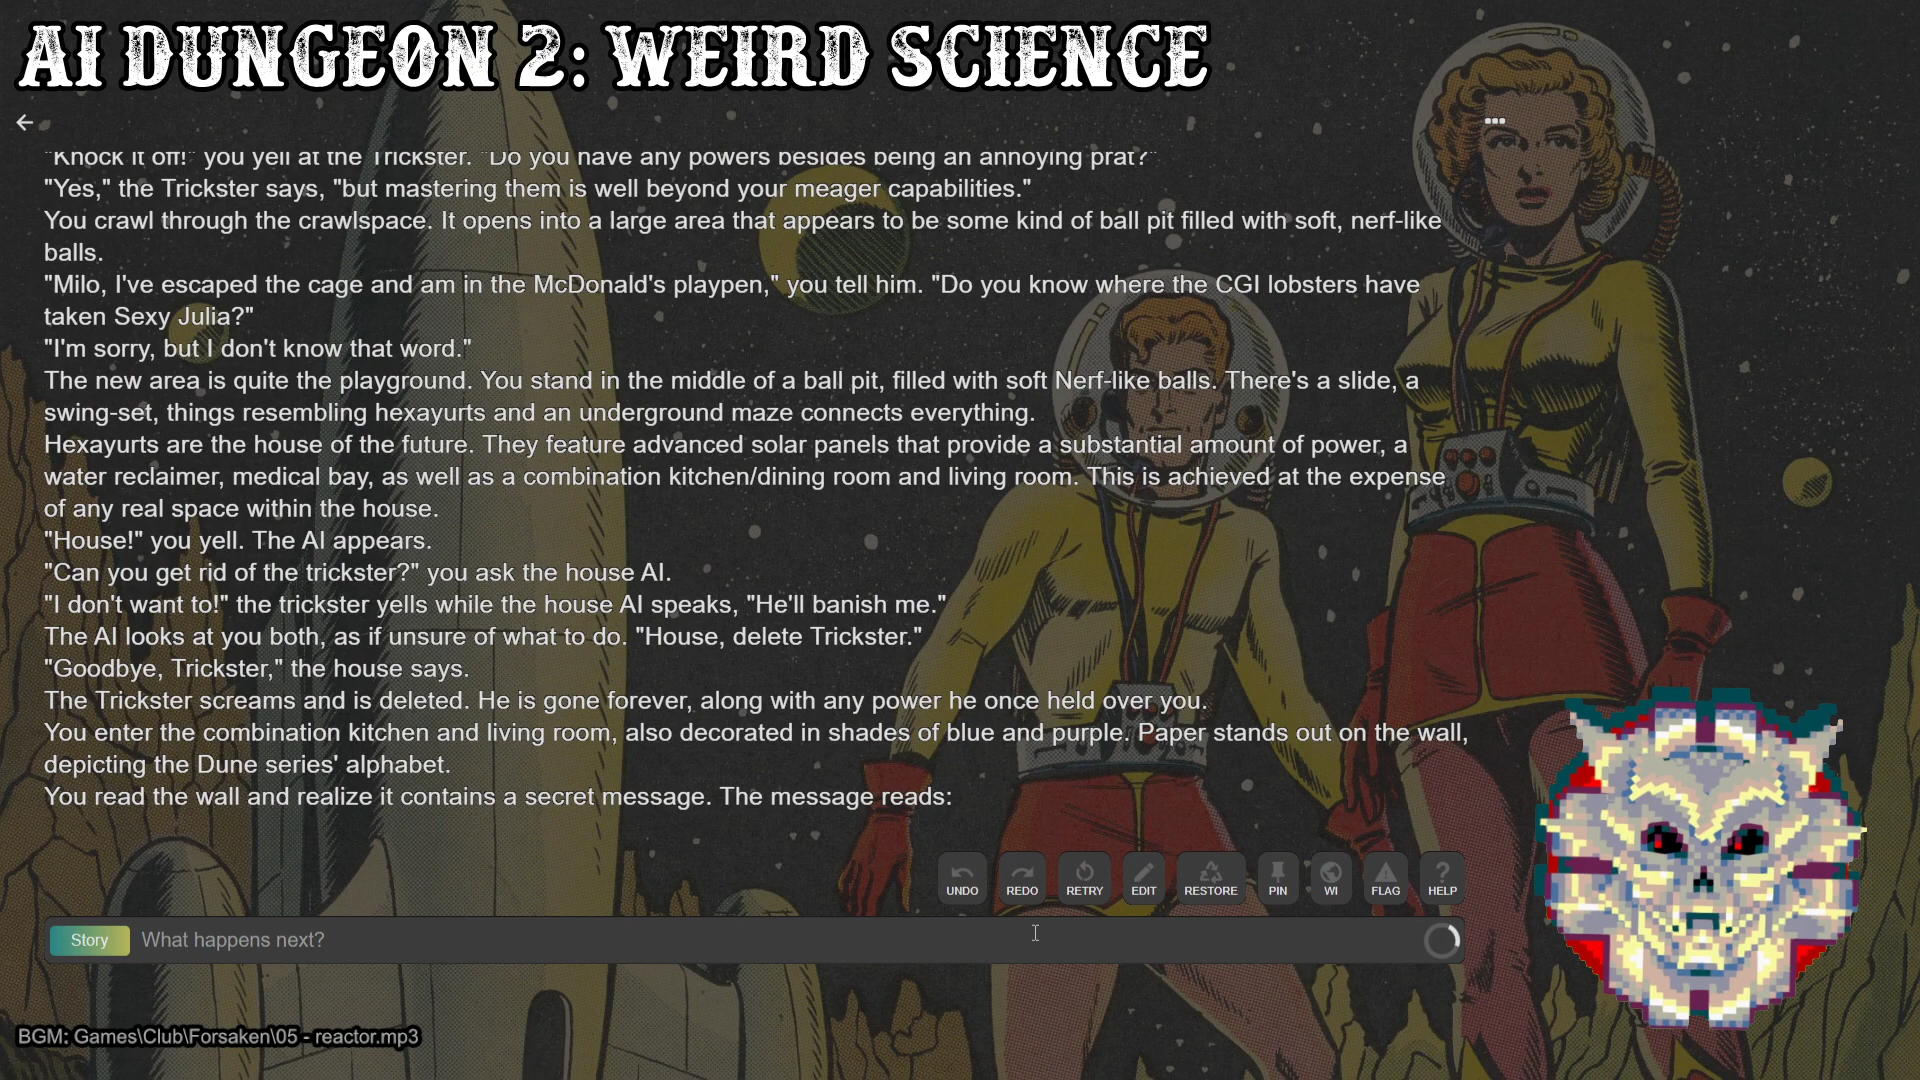 AI DUNGEON 2: WEIRD SCIENCE
"Knock it off!" you yell at the Trickster. "Do you have any powers besides being an annoying prat?"
"Yes," the Trickster says, "but mastering them is well beyond your meager capabilities."
You crawl through the crawlspace. It opens into a large area that appears to be some kind of ball pit filled with soft, nerf-like
balls.
"Milo, I've escaped the cage and am in the McDonald's playpen," you tell him. "Do you know where the CGI lobsters have
taken Sexy Julia?"
"I'm sorry, but I don't know that word."
The new area is quite the playground. You stand in the middle of a ball pit, filled with soft Nerf-like balls. There's a slide, a
swing-set, things resembling hexayurts and an underground maze connects everything.
Hexayurts are the house of the future. They feature advanced solar panels that provide a substantial amount of power, a
water reclaimer, medical bay, as well as a combination kitchen/dining room and living room. This is achieved at the expense
of any real space within the house.
"House!" you yell. The AI appears.
"Can you get rid of the trickster?" you ask the house AI.
"I don't want to!" the trickster yells while the house AI speaks, "He'll banish me."
The AI looks at you both, as if unsure of what to do. "House, delete Trickster."
"Goodbye, Trickster," the house says.
The Trickster screams and is deleted. He is gone forever, along with any power he once held over you.
You enter the combination kitchen and living room, also decorated in shades of blue and purple. Paper stands out on the wall,
depicting the Dune series' alphabet.
You read the wall and realize it contains a secret message. The message reads:
UNDO REDO RETRY EDIT RESTORE PIN WI FLAG HELP
Story What happens next?
BGM: Games\Club\Forsaken\05 - reactor.mp3